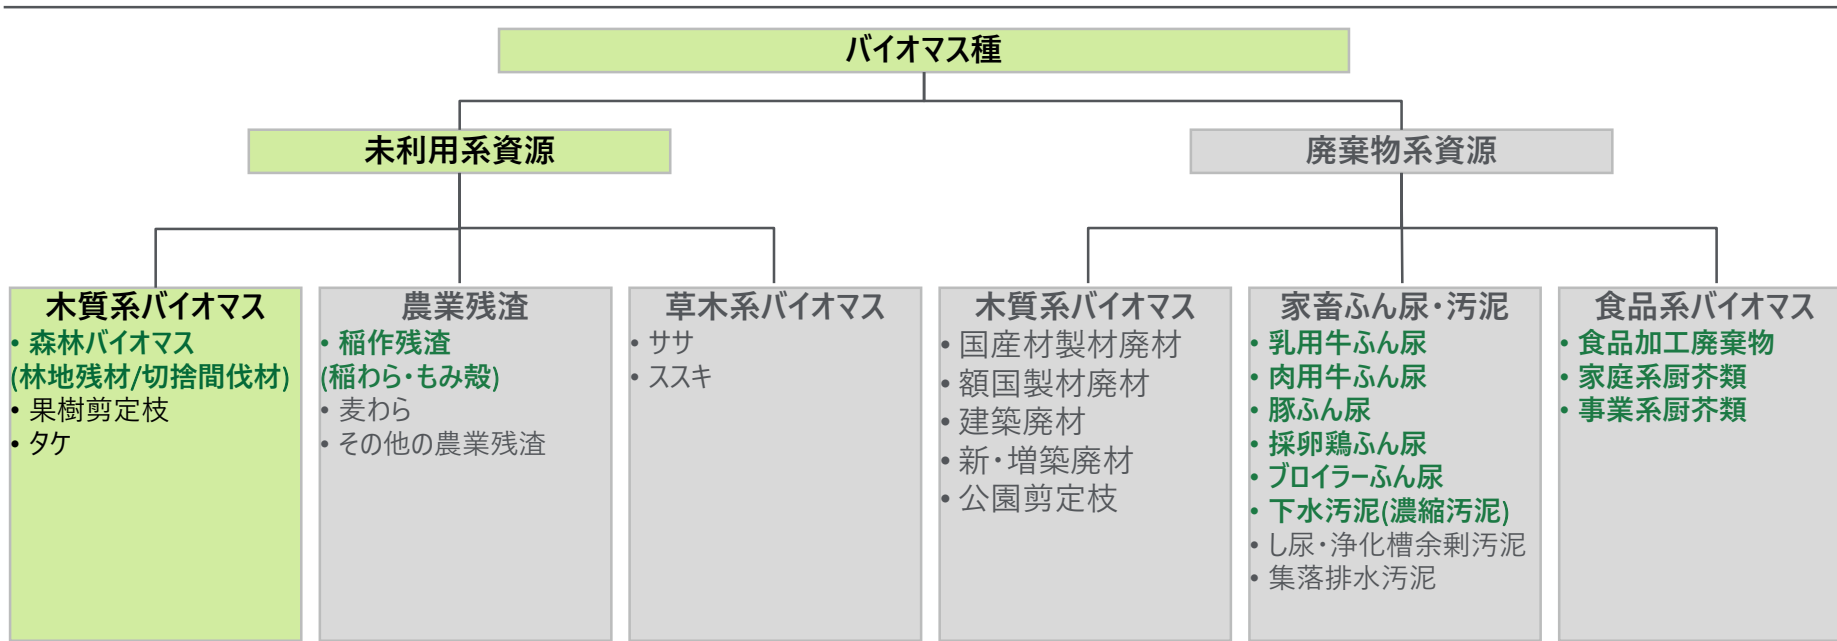 バイオマス種
未利用系資源
廃棄物系資源
木質系バイオマス
• 森林バイオマス
(林地残材/切捨間伐材)
• 果樹剪定枝
• タケ
農業残渣
• 稲作残渣
(稲わら・もみ殻)
• 麦わら
• その他の農業残渣
草木系バイオマス
• ササ
• ススキ
木質系バイオマス
• 国産材製材廃材
• 額国製材廃材
• 建築廃材
• 新・増築廃材
• 公園剪定枝
家畜ふん尿・汚泥
• 乳用牛ふん尿
• 肉用牛ふん尿
• 豚ふん尿
• 採卵鶏ふん尿
• ブロイラーふん尿
• 下水汚泥(濃縮汚泥)
• し尿・浄化槽余剰汚泥
• 集落排水汚泥
食品系バイオマス
• 食品加工廃棄物
• 家庭系厨芥類
• 事業系厨芥類